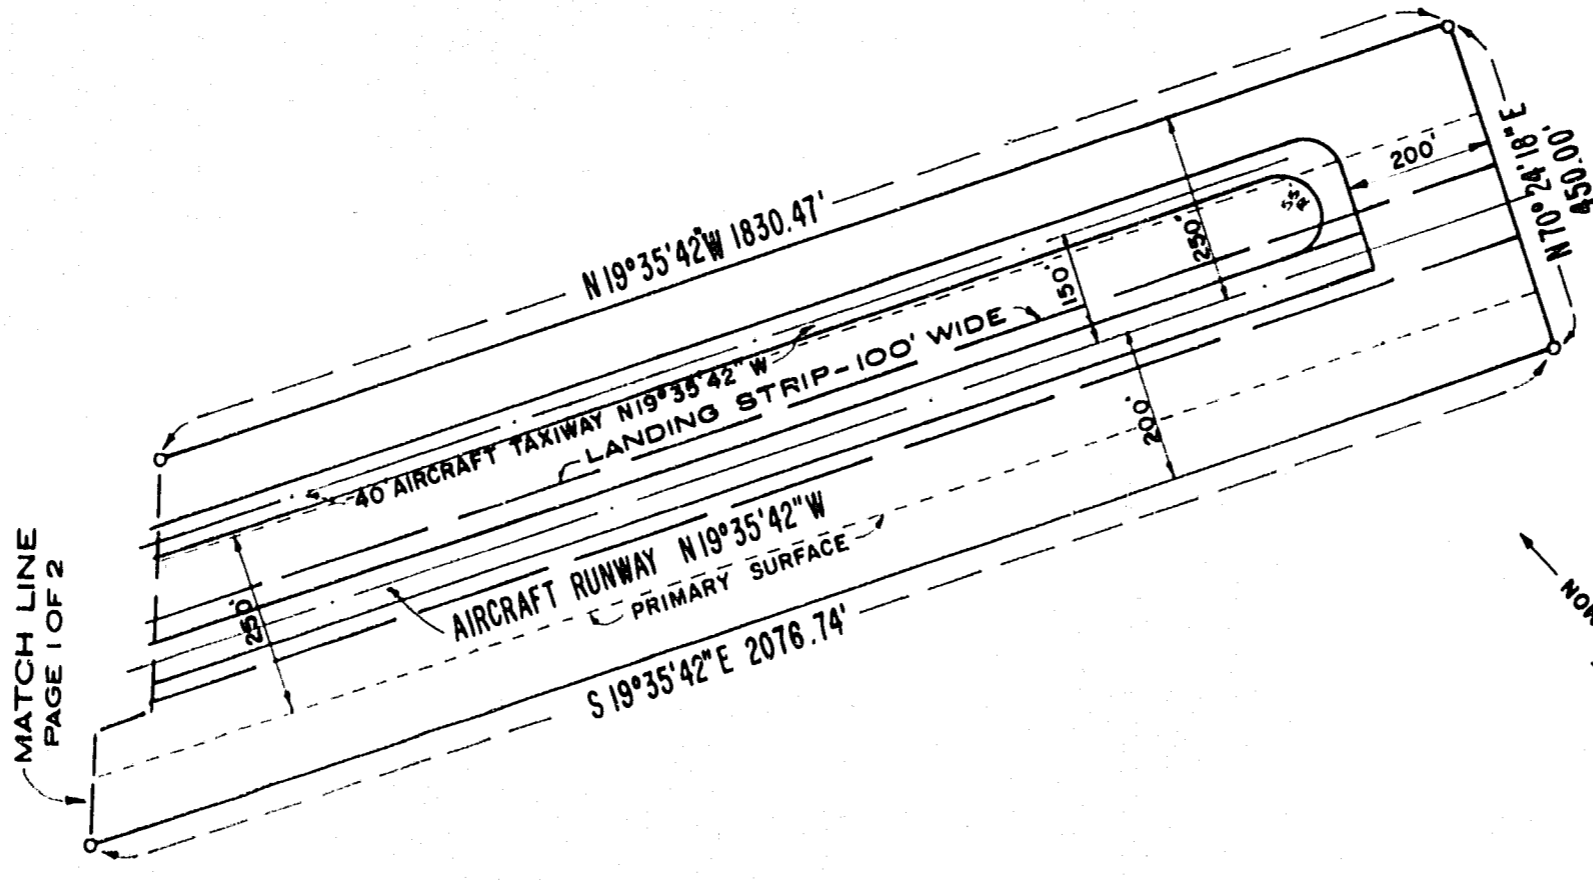 N 19°35'42"W 1830.47'
N 70°24'18"E
450.00'
200'
250'
150'
40' AIRCRAFT TAXIWAY N19°35'42"W
LANDING STRIP-100' WIDE
200'
250'
AIRCRAFT RUNWAY N19°35'42"W
PRIMARY SURFACE
S 19°35'42"E 2076.74'
MATCH LINE
PAGE 1 OF 2